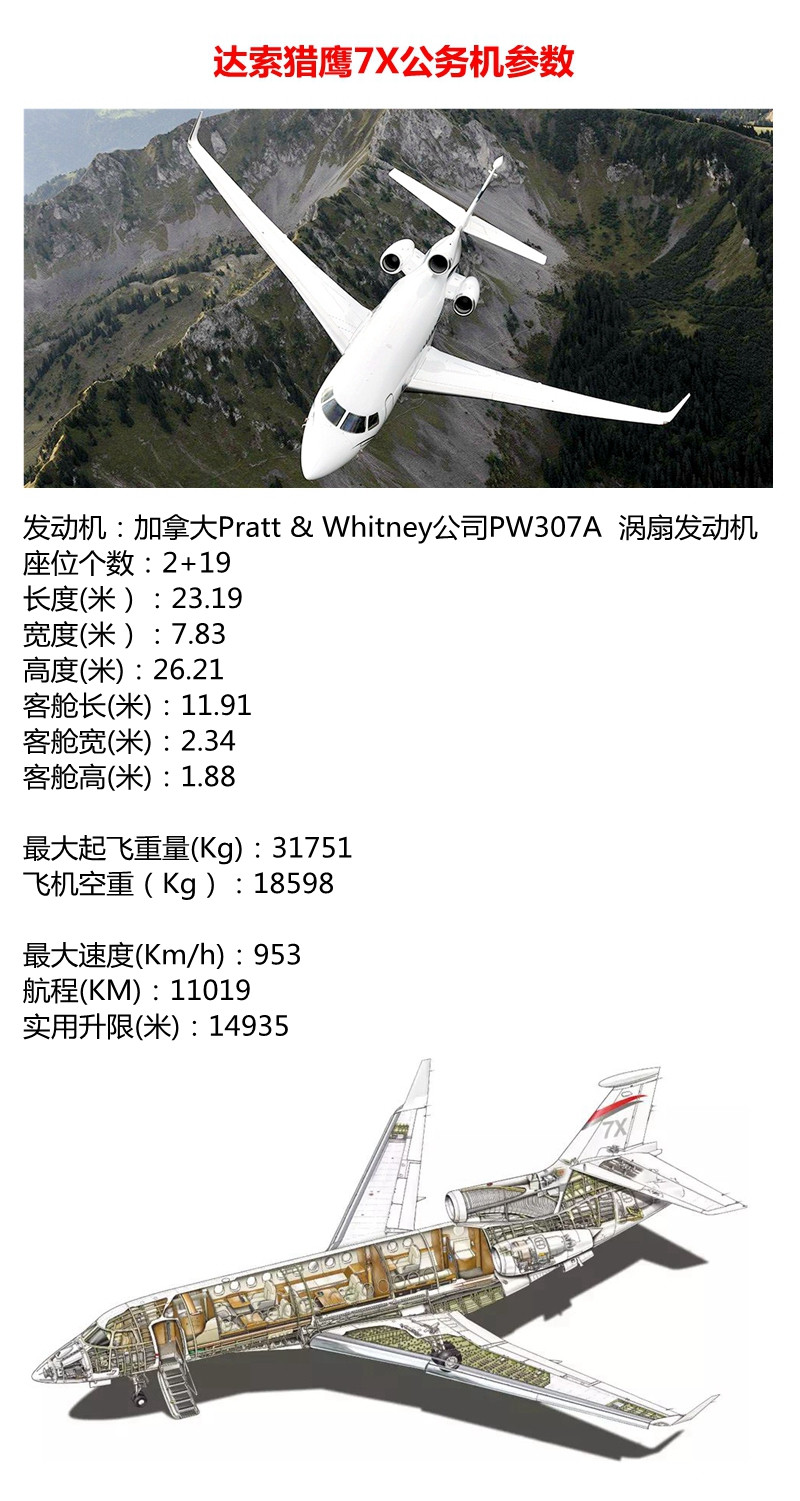 达索猎鹰7X公务机参数
发动机：加拿大Pratt & Whitney公司PW307A 涡扇发动机
座位个数：2+19
长度(米）：23.19
宽度(米）：7.83
高度(米)：26.21
客舱长(米)：11.91
客舱宽(米)：2.34
客舱高(米)：1.88
最大起飞重量(Kg)：31751
飞机空重（Kg）：18598
最大速度(Km/h)：953
航程(KM)：11019
实用升限(米)：14935
7X